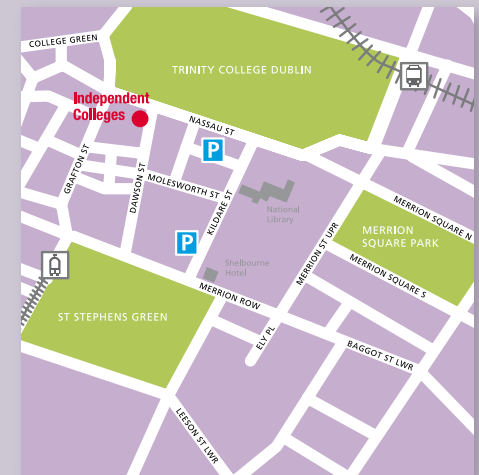 COLLEGE GREEN
TRINITY COLLEGE DUBLIN
Independent
Colleges
NASSAU ST
P
GRAFTON ST
DAWSON ST
MOLESWORTH ST
KILDARE ST
National
Library
MERRION SQUARE N
MERRION
SQUARE PARK
P
MERRION ST UPR
MERRION SQUARE S
Shelbourne
Hotel
MERRION ROW
ST STEPHENS GREEN
ELY PL
BAGGOT ST LWR
LEESON ST LWR